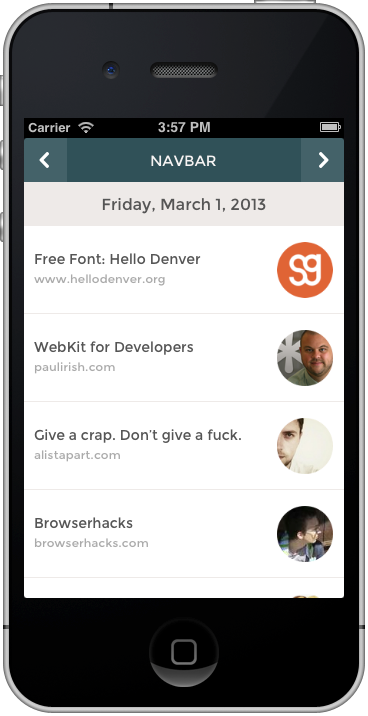 Carrier 3:57 PM
NAVBAR
Friday, March 1, 2013
Free Font: Hello Denver
www.hellodenver.org
sg
WebKit for Developers
paulirish.com
Give a crap. Don’t give a fuck.
alistapart.com
Browserhacks
browserhacks.com